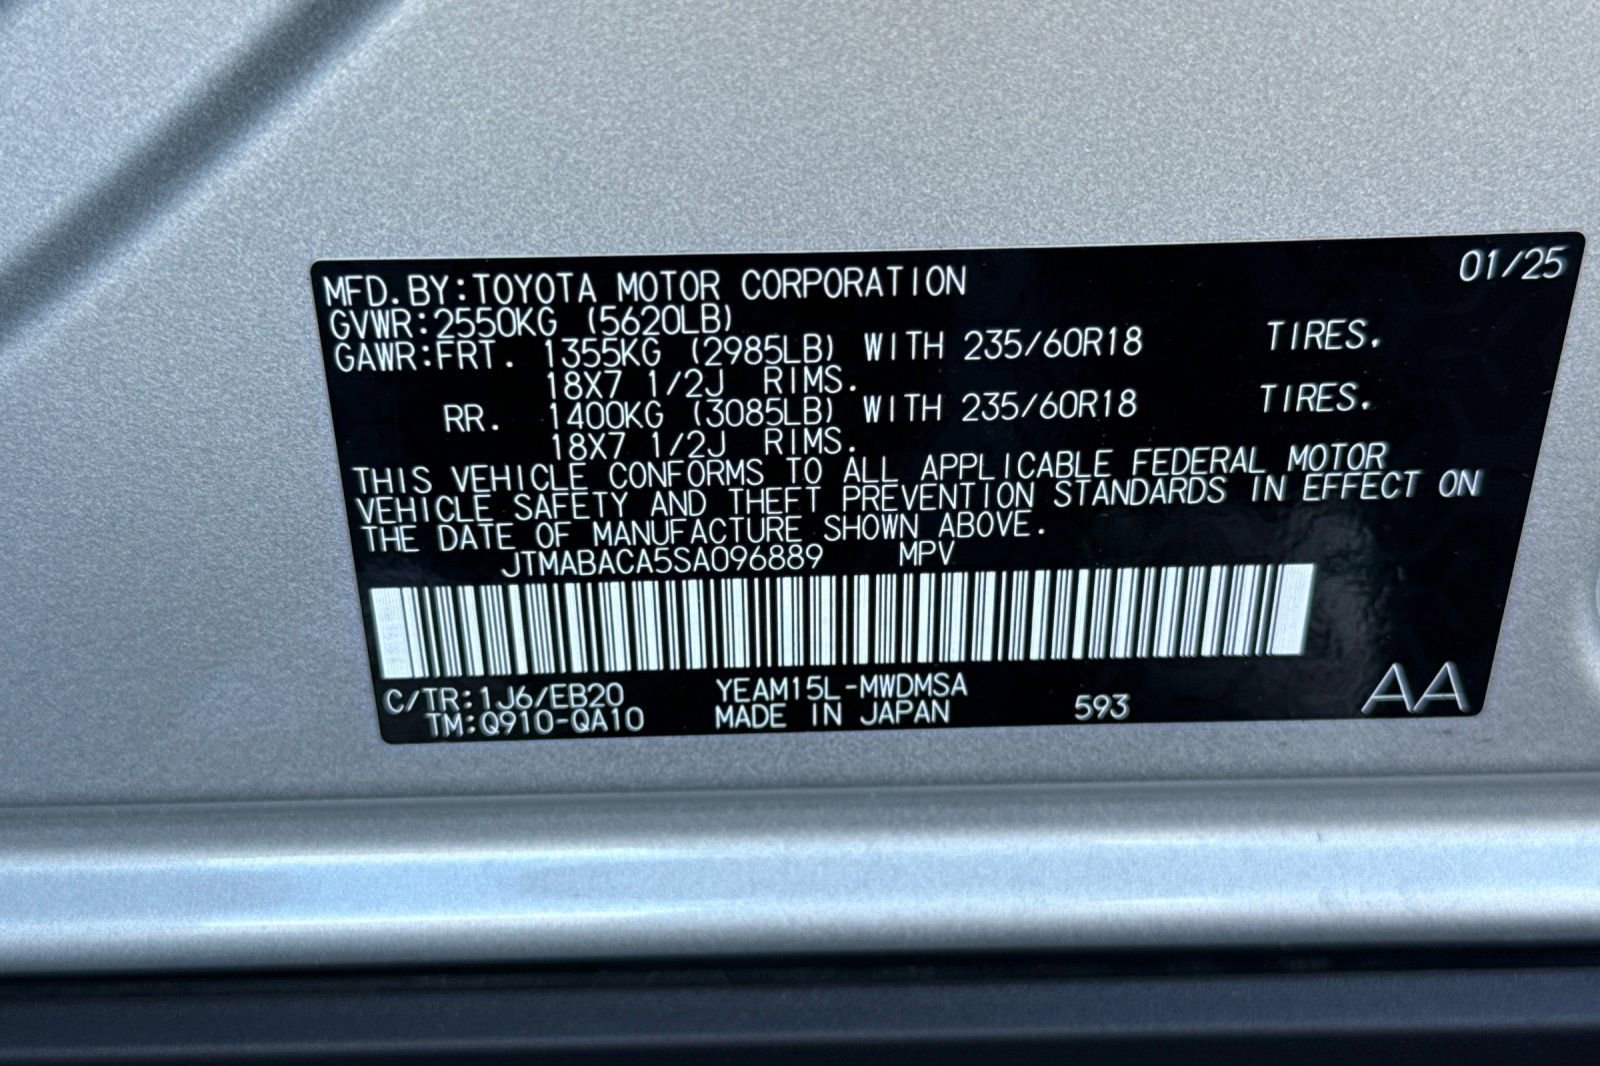 MFD.BY:TOYOTA MOTOR CORPORATION 01/25
GVWR:2550KG (5620LB)
GAWR:FRT. 1355KG (2985LB) WITH 235/60R18 TIRES.
18X7 1/2J RIMS.
RR. 1400KG (3085LB) WITH 235/60R18 TIRES.
18X7 1/2J RIMS.
THIS VEHICLE CONFORMS TO ALL APPLICABLE FEDERAL MOTOR
VEHICLE SAFETY AND THEFT PREVENTION STANDARDS IN EFFECT ON
THE DATE OF MANUFACTURE SHOWN ABOVE.
JTMABACA5SA096889 MPV
C/TR:1J6/EB20 YEAM15L-MWDMSA 593 AA
TM:Q910-QA10 MADE IN JAPAN